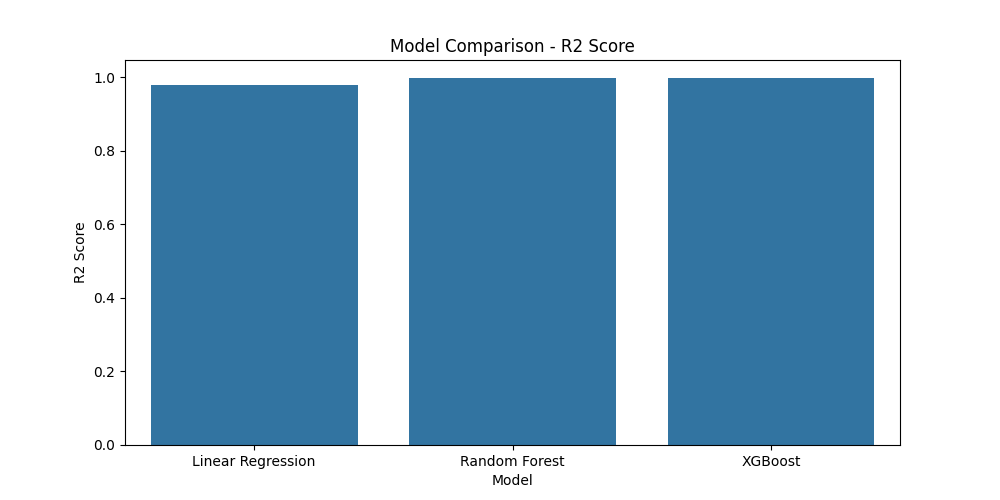 Model Comparison - R2 Score
1.0
0.8
0.6
0.4
0.2
0.0
R2 Score
Linear Regression
Random Forest
XGBoost
Model